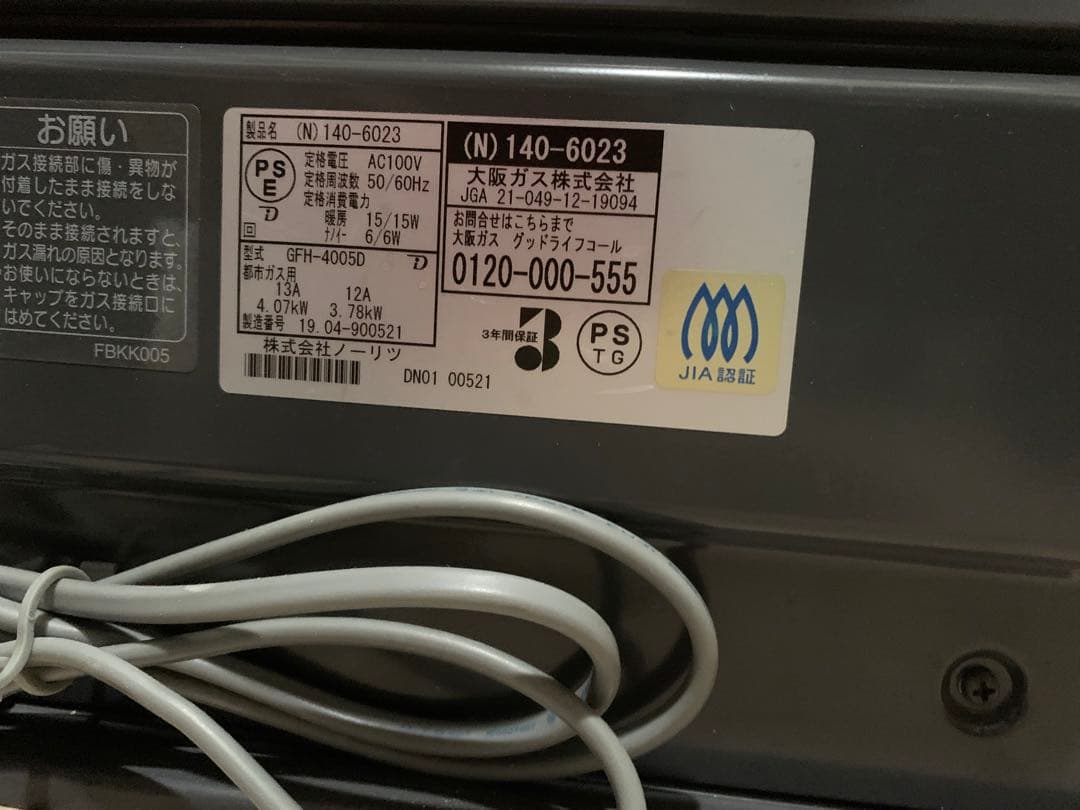 お願い
ガス接続部に傷・異物が
付着したまま接続をしな
いでください。
そのまま接続されますと、
ガス漏れの原因となります。
お使いにならないときは、
キャップをガス接続口に
はめてください。
FBKK005
製品名 (N)140-6023
PS
E
定格電圧 AC100V
定格周波数 50/60Hz
定格消費電力
暖房 15/15W
ナノイー 6/6W
型式 GFH-4005D
都市ガス用
13A 12A
4.07kW 3.78kW
製造番号 19.04-900521
株式会社ノーリツ
DN01 00521
(N)140-6023
大阪ガス株式会社
JGA 21-049-12-19094
お問合せはこちらまで
大阪ガス グッドライフコール
0120-000-555
3年間保証
3
PS
TG
JIA認証